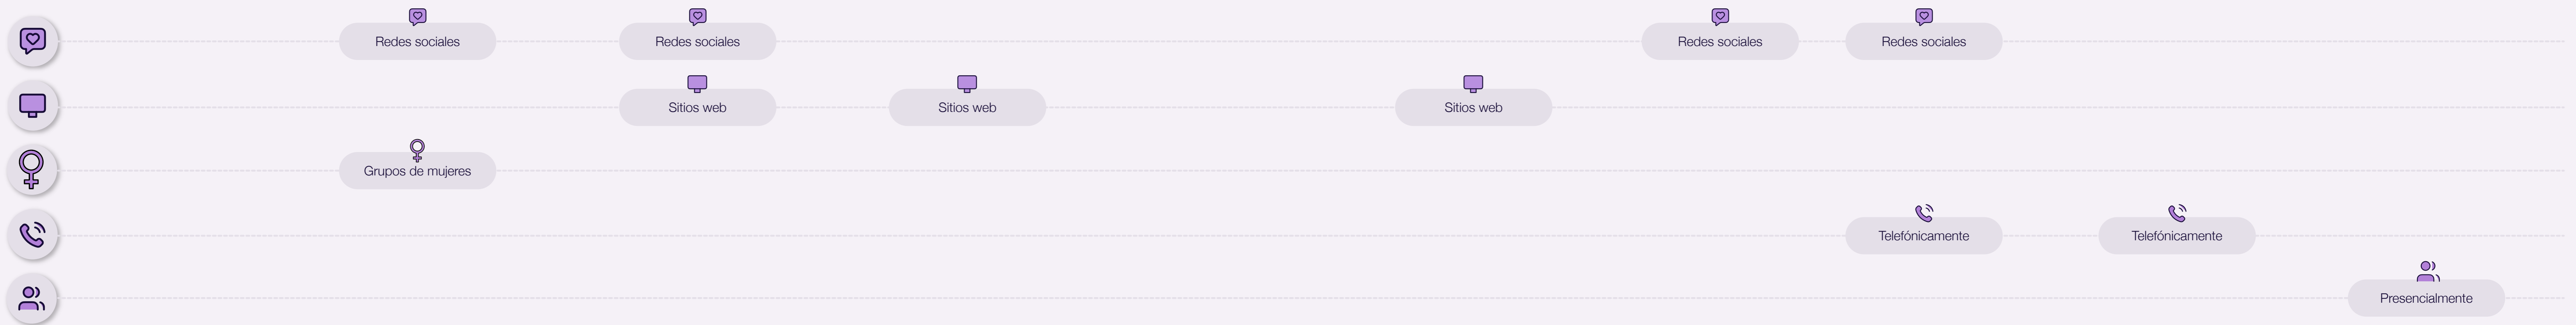 Redes sociales
Redes sociales
Redes sociales
Redes sociales
Sitios web
Sitios web
Sitios web
Grupos de mujeres
Telefónicamente
Telefónicamente
Presencialmente